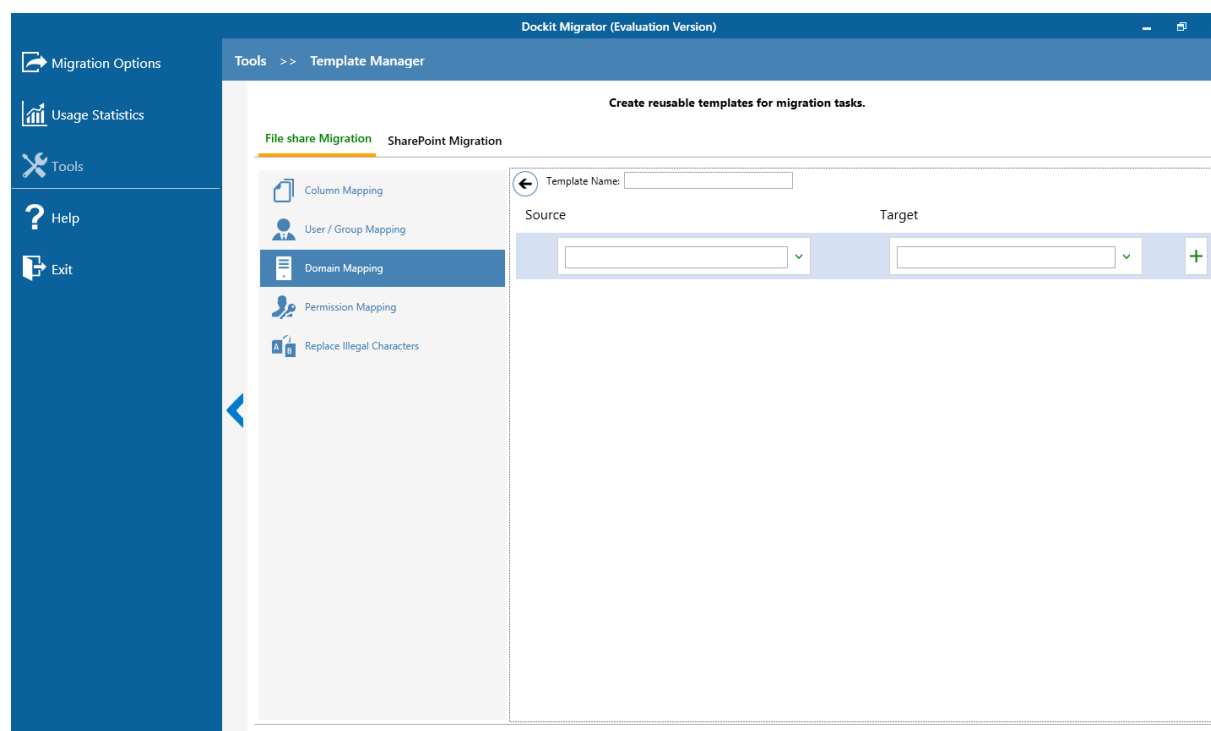 Dockit Migrator (Evaluation Version)
Migration Options
Usage Statistics
Tools
Help
Exit
Tools >> Template Manager
Create reusable templates for migration tasks.
File share Migration
SharePoint Migration
Column Mapping
User / Group Mapping
Domain Mapping
Permission Mapping
A B
Replace Illegal Characters
Template Name:
Source
Target